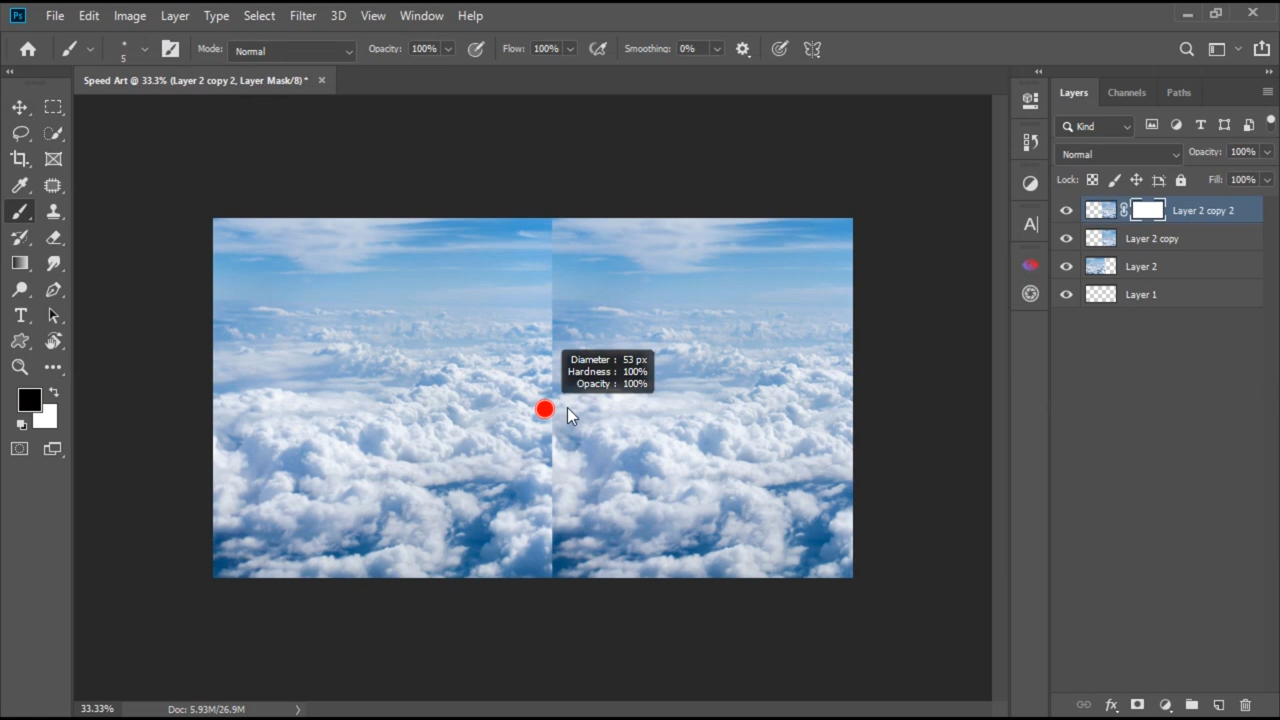 Ps File Edit Image Layer Type Select Filter 3D View Window Help
5 Mode: Normal Opacity: 100% Flow: 100% Smoothing: 0%
Speed Art @ 33.3% (Layer 2 copy 2, Layer Mask/8) *
Layers Channels Paths
Kind
Normal Opacity: 100%
Lock: Fill: 100%
Layer 2 copy 2
Layer 2 copy
Layer 2
Layer 1
Diameter : 53 px
Hardness : 100%
Opacity : 100%
33.33% Doc: 5.93M/26.9M